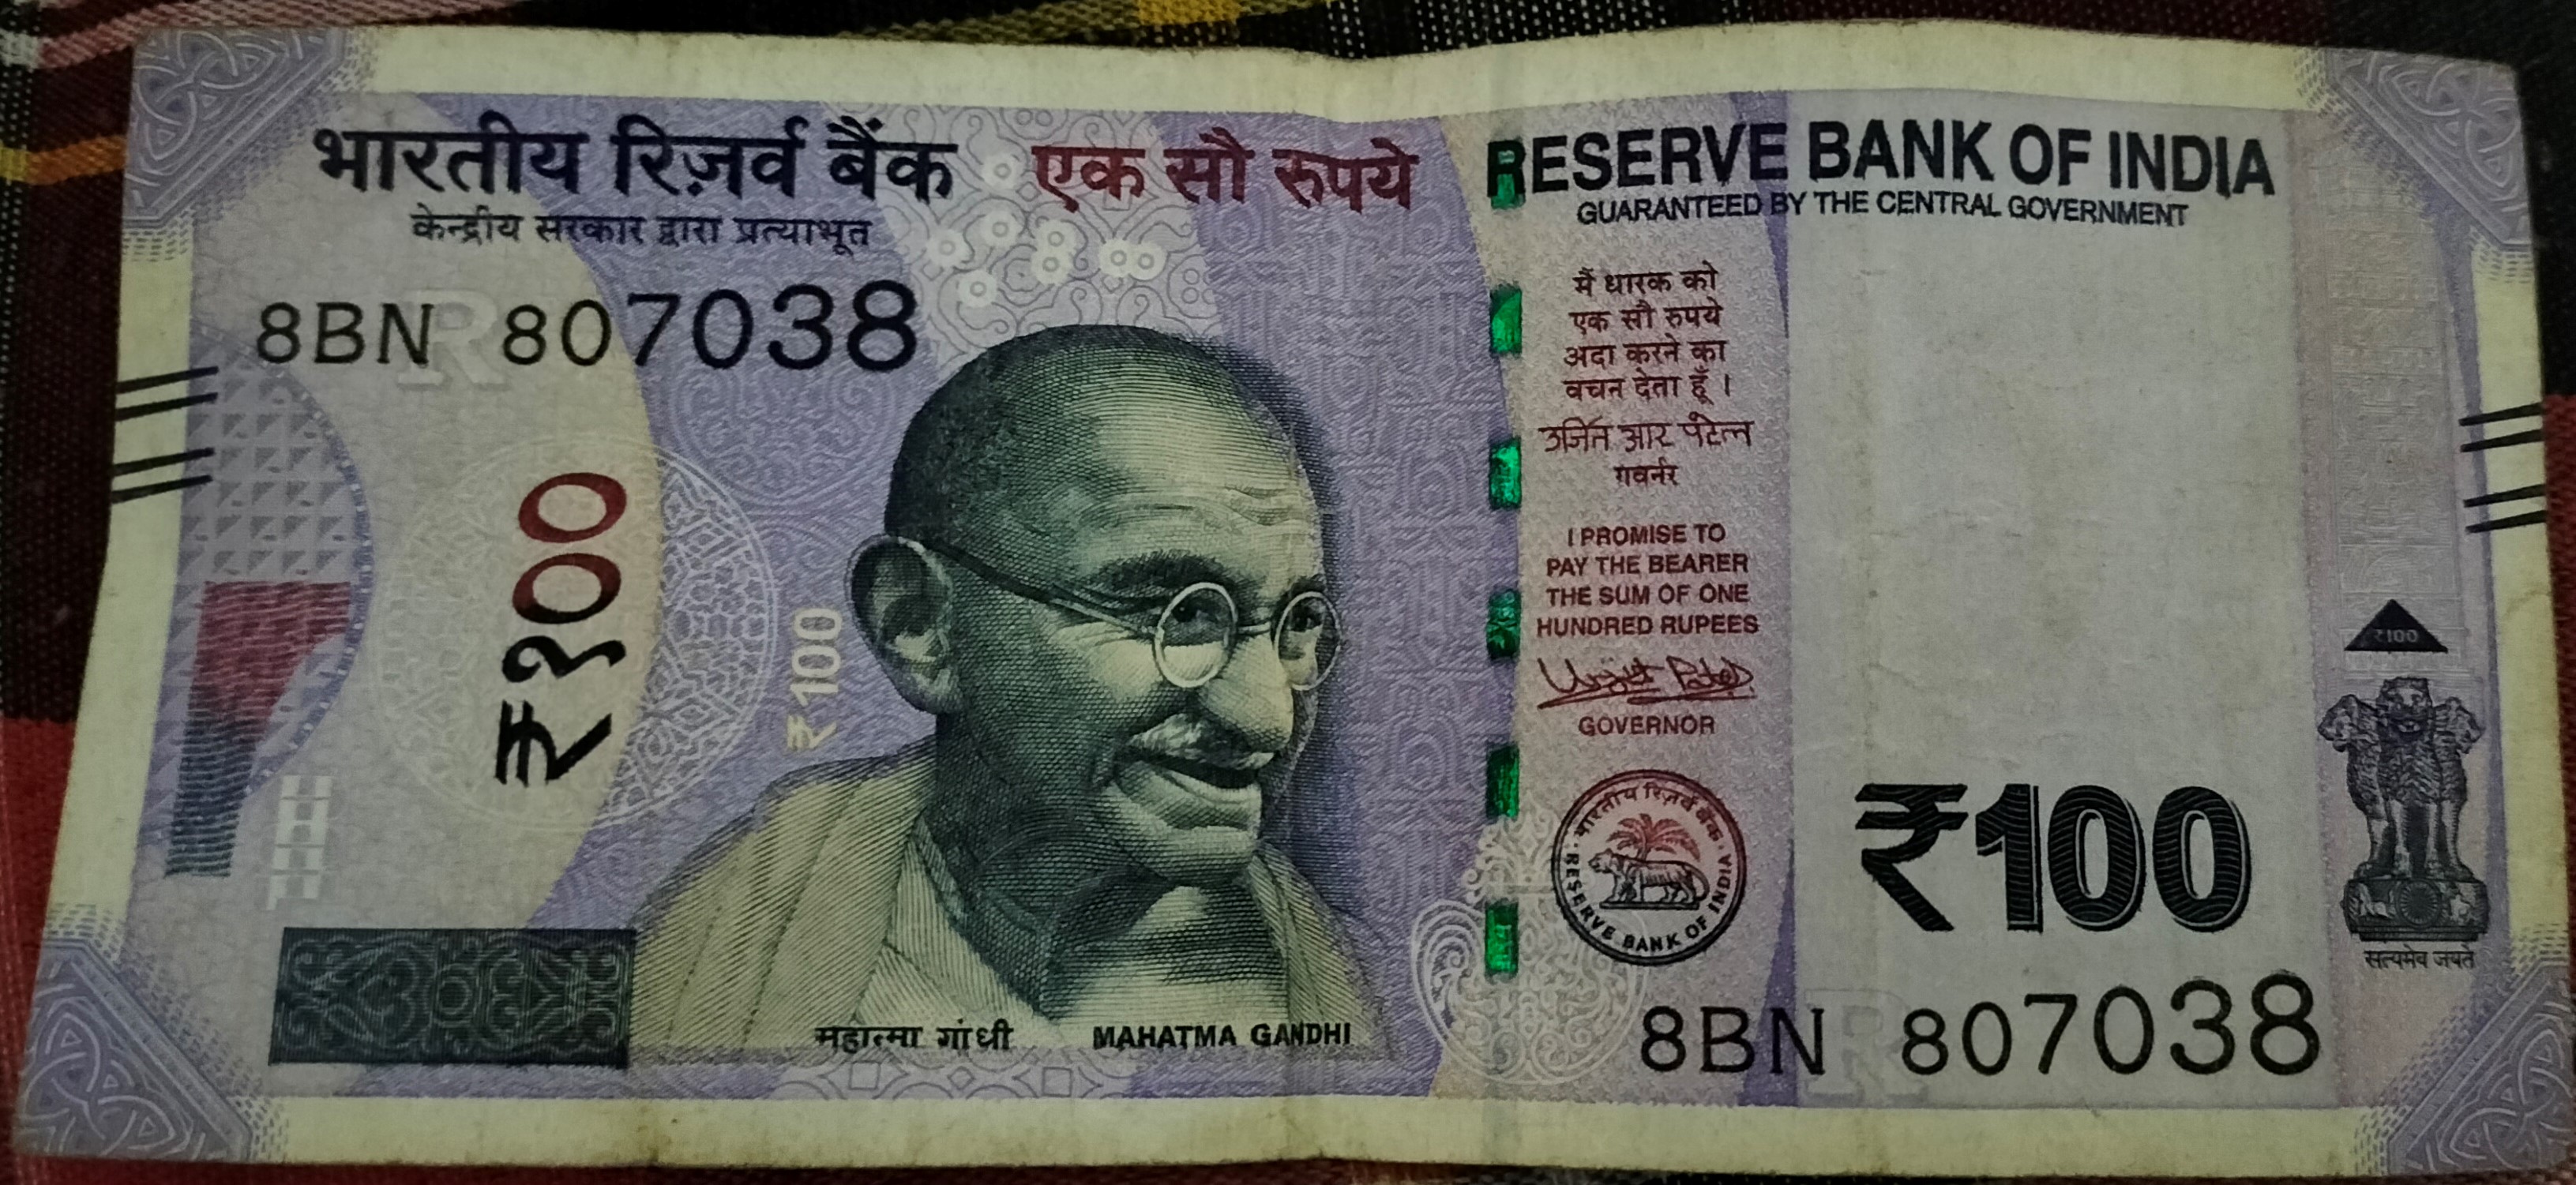 भारतीय रिज़र्व बैंक एक सौ रुपये
केन्द्रीय सरकार द्वारा प्रत्याभूत
8BN 807038
₹१००
₹100
महात्मा गांधी MAHATMA GANDHI
RESERVE BANK OF INDIA
GUARANTEED BY THE CENTRAL GOVERNMENT
मैं धारक को
एक सौ रुपये
अदा करने का
वचन देता हूँ ।
उर्जित आर पटेल
गवर्नर
I PROMISE TO
PAY THE BEARER
THE SUM OF ONE
HUNDRED RUPEES
Urjit Patel
GOVERNOR
भारतीय रिज़र्व बैंक
RESERVE BANK OF INDIA
₹100
₹100
सत्यमेव जयते
8BN 807038
R
R